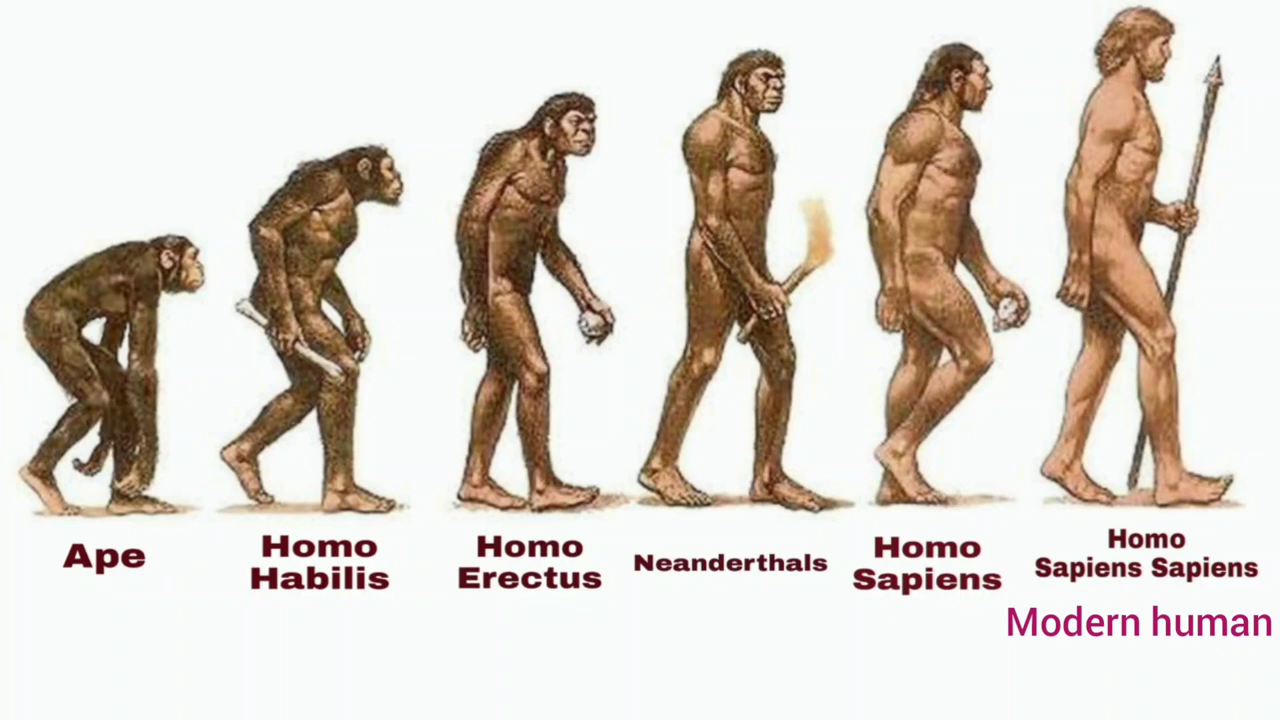 Ape
Homo
Habilis
Homo
Erectus
Neanderthals
Homo
Sapiens
Homo
Sapiens Sapiens
Modern human